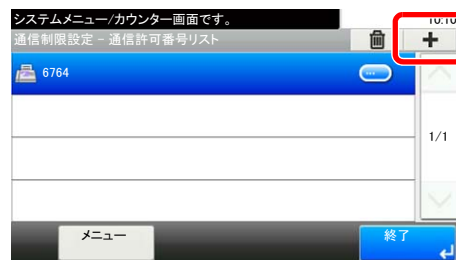 システムメニュー/カウンター画面です。
10:10
通信制限設定 - 通信許可番号リスト
6764
1/1
メニュー
終了